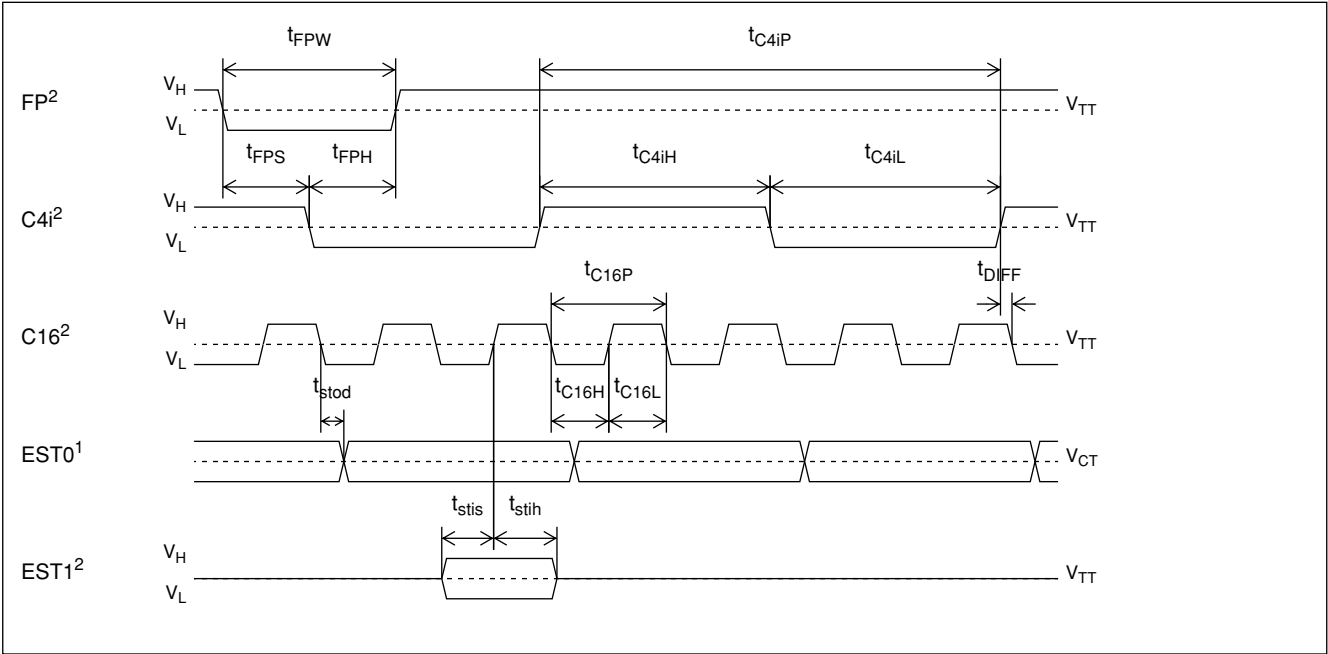 tFPW tC4iP
FP2 VH VTT
VL
tFPS tFPH tC4iH tC4iL
C4i2 VH VTT
VL
tC16P tDIFF
C162 VH VTT
VL
tstod tC16H tC16L
EST01 VCT
tstis tstih
EST12 VH VTT
VL